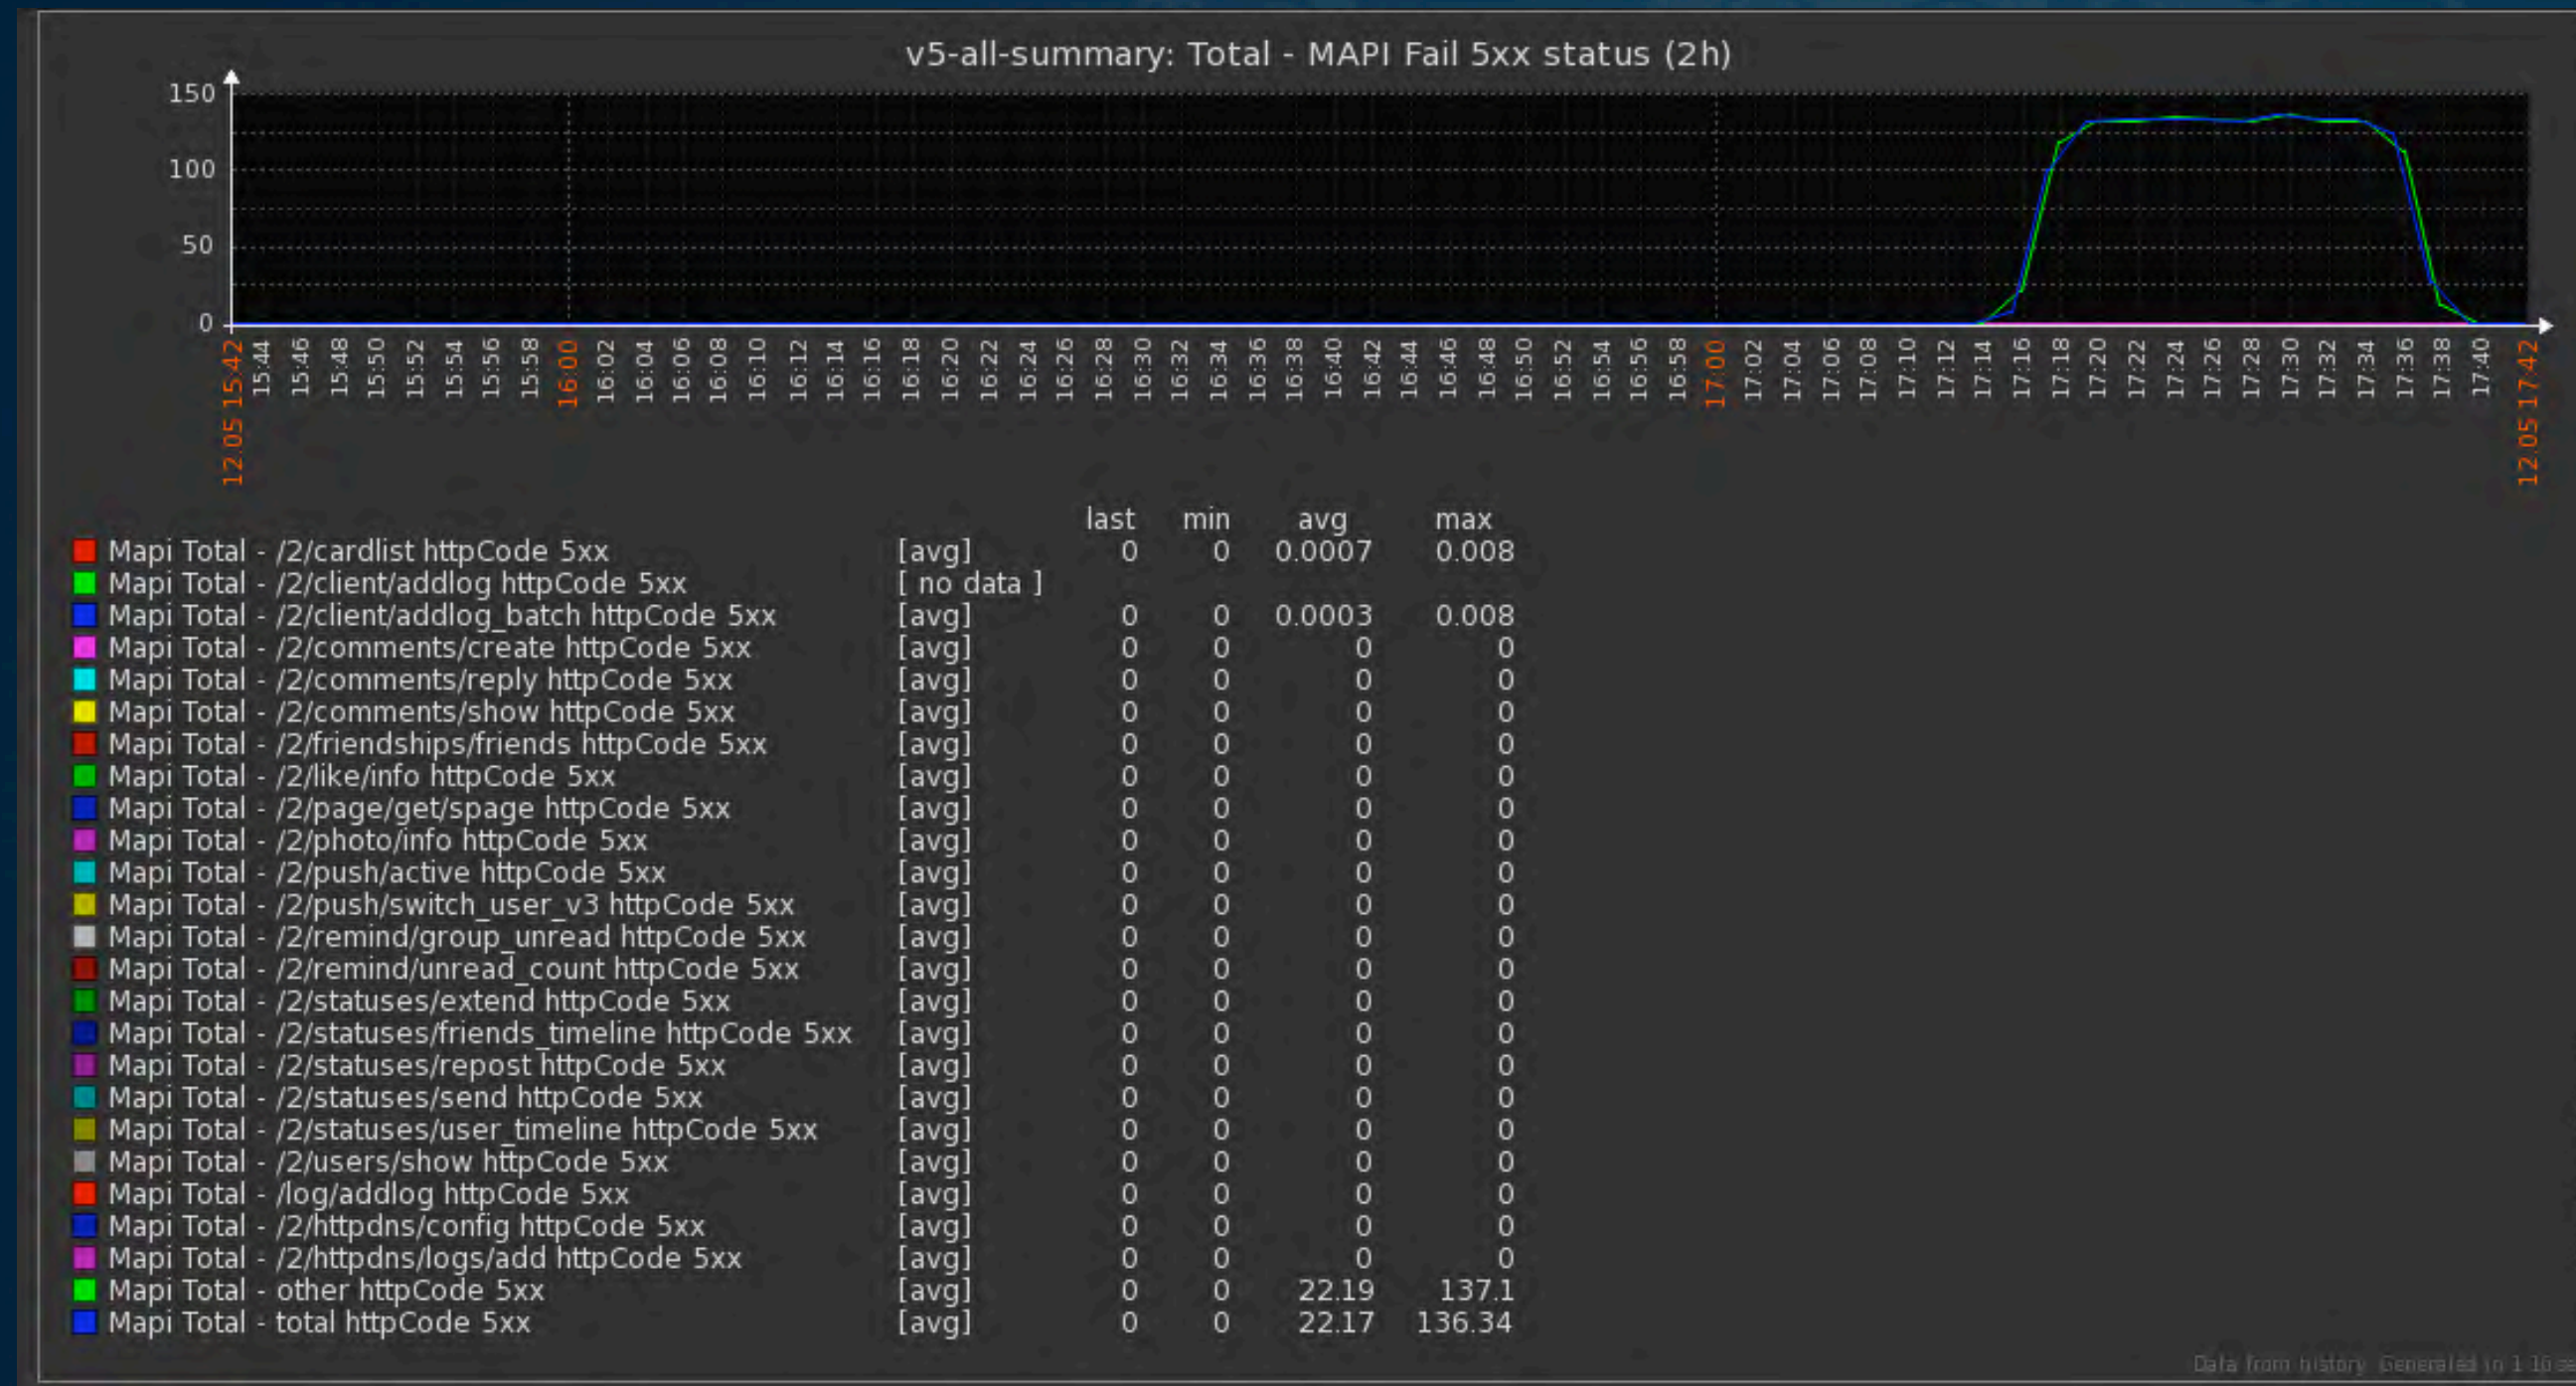 v5-all-summary: Total - MAPI Fail 5xx status (2h)
150
100
50
0
12.05 15:42 15:44 15:46 15:48 15:50 15:52 15:54 15:56 15:58 16:00 16:02 16:04 16:06 16:08 16:10 16:12 16:14 16:16 16:18 16:20 16:22 16:24 16:26 16:28 16:30 16:32 16:34 16:36 16:38 16:40 16:42 16:44 16:46 16:48 16:50 16:52 16:54 16:56 16:58 17:00 17:02 17:04 17:06 17:08 17:10 17:12 17:14 17:16 17:18 17:20 17:22 17:24 17:26 17:28 17:30 17:32 17:34 17:36 17:38 17:40 12.05 17:42
last min avg max
Mapi Total - /2/cardlist httpCode 5xx [avg] 0 0 0.0007 0.008
Mapi Total - /2/client/addlog httpCode 5xx [ no data ]
Mapi Total - /2/client/addlog_batch httpCode 5xx [avg] 0 0 0.0003 0.008
Mapi Total - /2/comments/create httpCode 5xx [avg] 0 0 0 0
Mapi Total - /2/comments/reply httpCode 5xx [avg] 0 0 0 0
Mapi Total - /2/comments/show httpCode 5xx [avg] 0 0 0 0
Mapi Total - /2/friendships/friends httpCode 5xx [avg] 0 0 0 0
Mapi Total - /2/like/info httpCode 5xx [avg] 0 0 0 0
Mapi Total - /2/page/get/spage httpCode 5xx [avg] 0 0 0 0
Mapi Total - /2/photo/info httpCode 5xx [avg] 0 0 0 0
Mapi Total - /2/push/active httpCode 5xx [avg] 0 0 0 0
Mapi Total - /2/push/switch_user_v3 httpCode 5xx [avg] 0 0 0 0
Mapi Total - /2/remind/group_unread httpCode 5xx [avg] 0 0 0 0
Mapi Total - /2/remind/unread_count httpCode 5xx [avg] 0 0 0 0
Mapi Total - /2/statuses/extend httpCode 5xx [avg] 0 0 0 0
Mapi Total - /2/statuses/friends_timeline httpCode 5xx [avg] 0 0 0 0
Mapi Total - /2/statuses/repost httpCode 5xx [avg] 0 0 0 0
Mapi Total - /2/statuses/send httpCode 5xx [avg] 0 0 0 0
Mapi Total - /2/statuses/user_timeline httpCode 5xx [avg] 0 0 0 0
Mapi Total - /2/users/show httpCode 5xx [avg] 0 0 0 0
Mapi Total - /log/addlog httpCode 5xx [avg] 0 0 0 0
Mapi Total - /2/httpdns/config httpCode 5xx [avg] 0 0 0 0
Mapi Total - /2/httpdns/logs/add httpCode 5xx [avg] 0 0 0 0
Mapi Total - other httpCode 5xx [avg] 0 0 22.19 137.1
Mapi Total - total httpCode 5xx [avg] 0 0 22.17 136.34
Data from history. Generated in